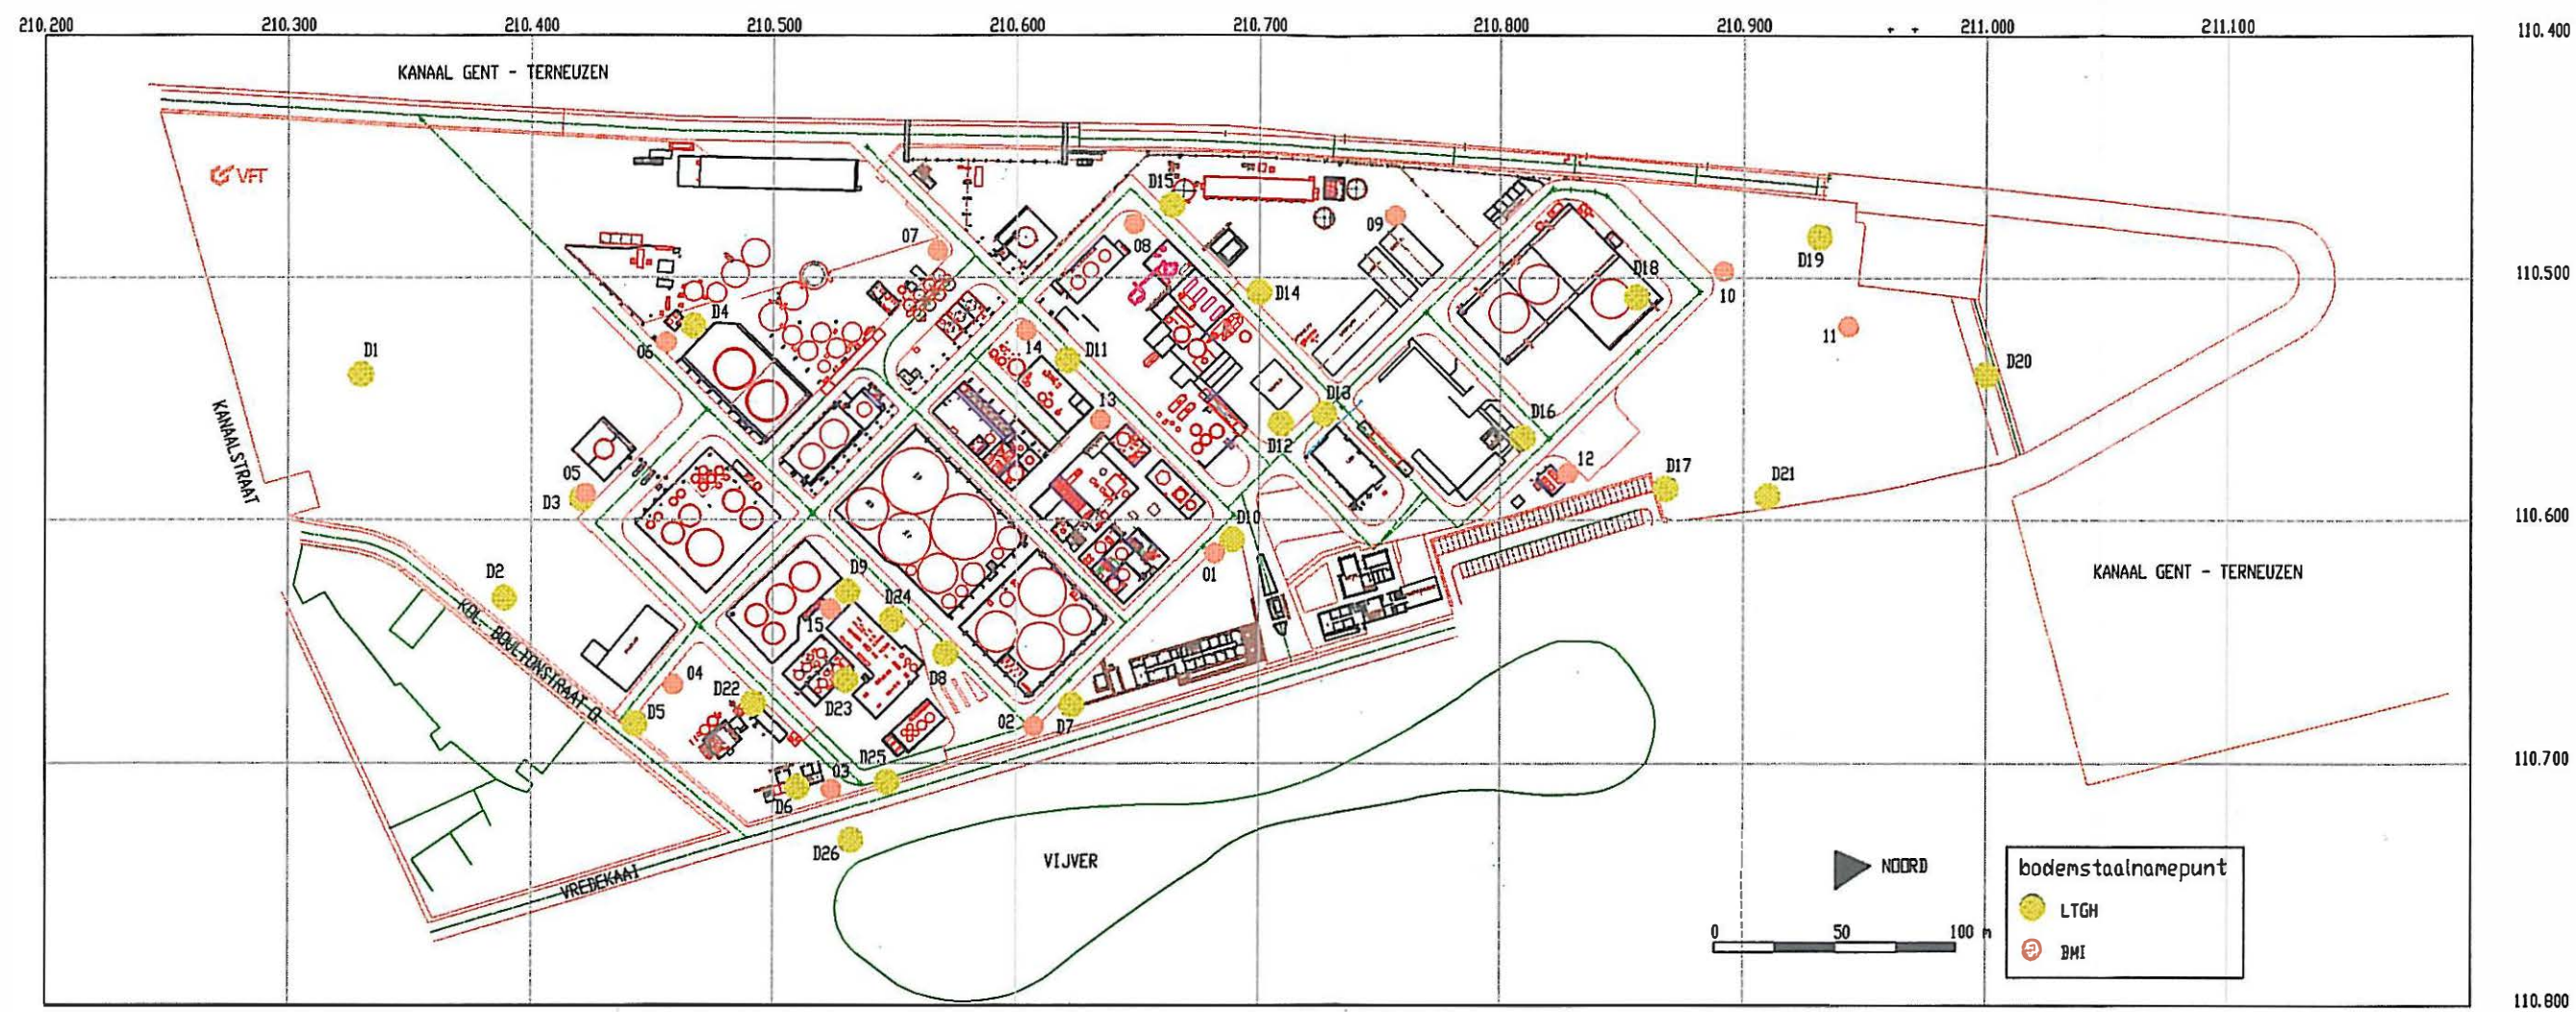 210.200 210.300 210.400 210.500 210.600 210.700 210.800 210.900 211.000 211.100 110.400
KANAAL GENT - TERNEUZEN
VFT
D15
07
08
09
D18
D19
110.500
D14
10
D4
11
D1
06
14
D11
D20
13
D13
D16
KANAALSTRAAT
D12
05
D3
12
D17
D21
D10
110.600
01
D2
D9
KANAAL GENT - TERNEUZEN
D24
KOL. BOULTONSTRAAT
15
04
D22
D8
D5
D23
02
D7
D25
03
110.700
D6
D26
VIJVER
NOORD
VREDEKAAI
bodemstaalnamepunt
LTGH
BMI
0 50 100 m
110.800